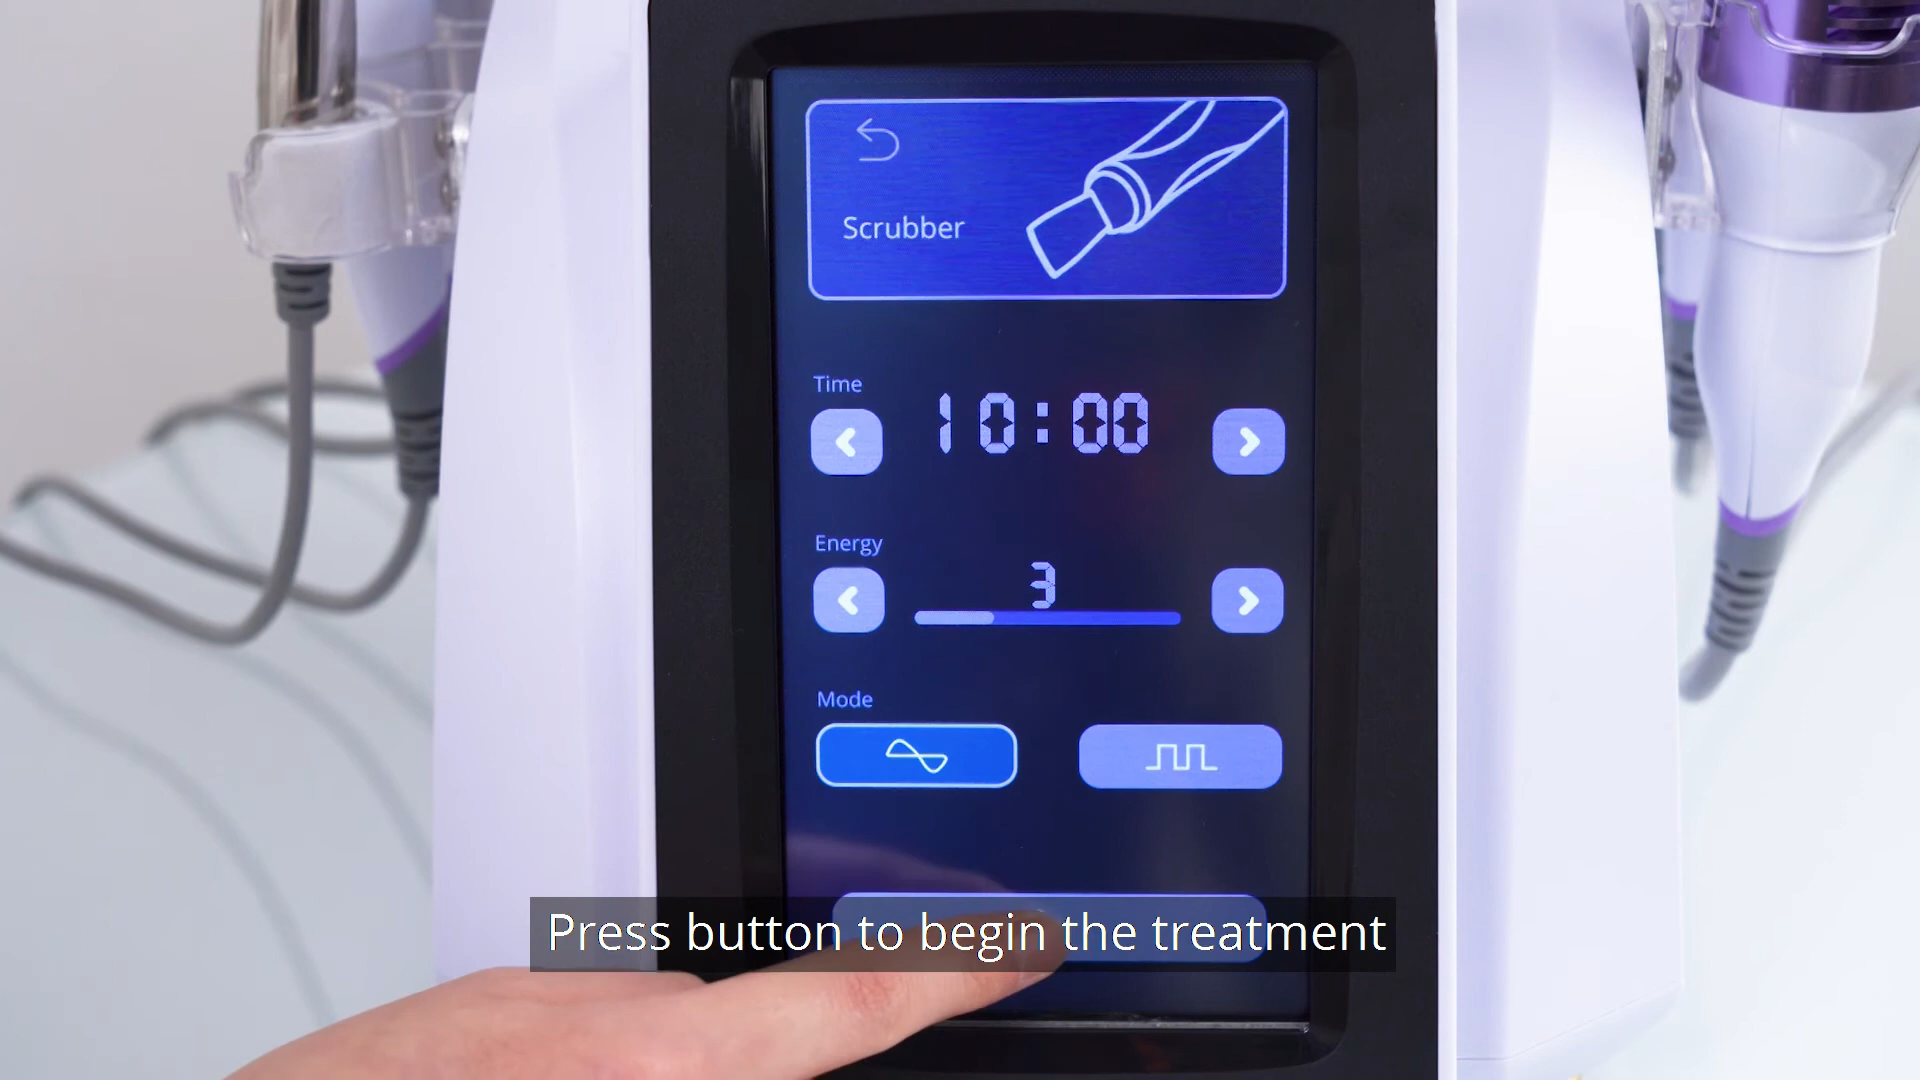 Scrubber
Time
10:00
Energy
3
Mode
Press button to begin the treatment